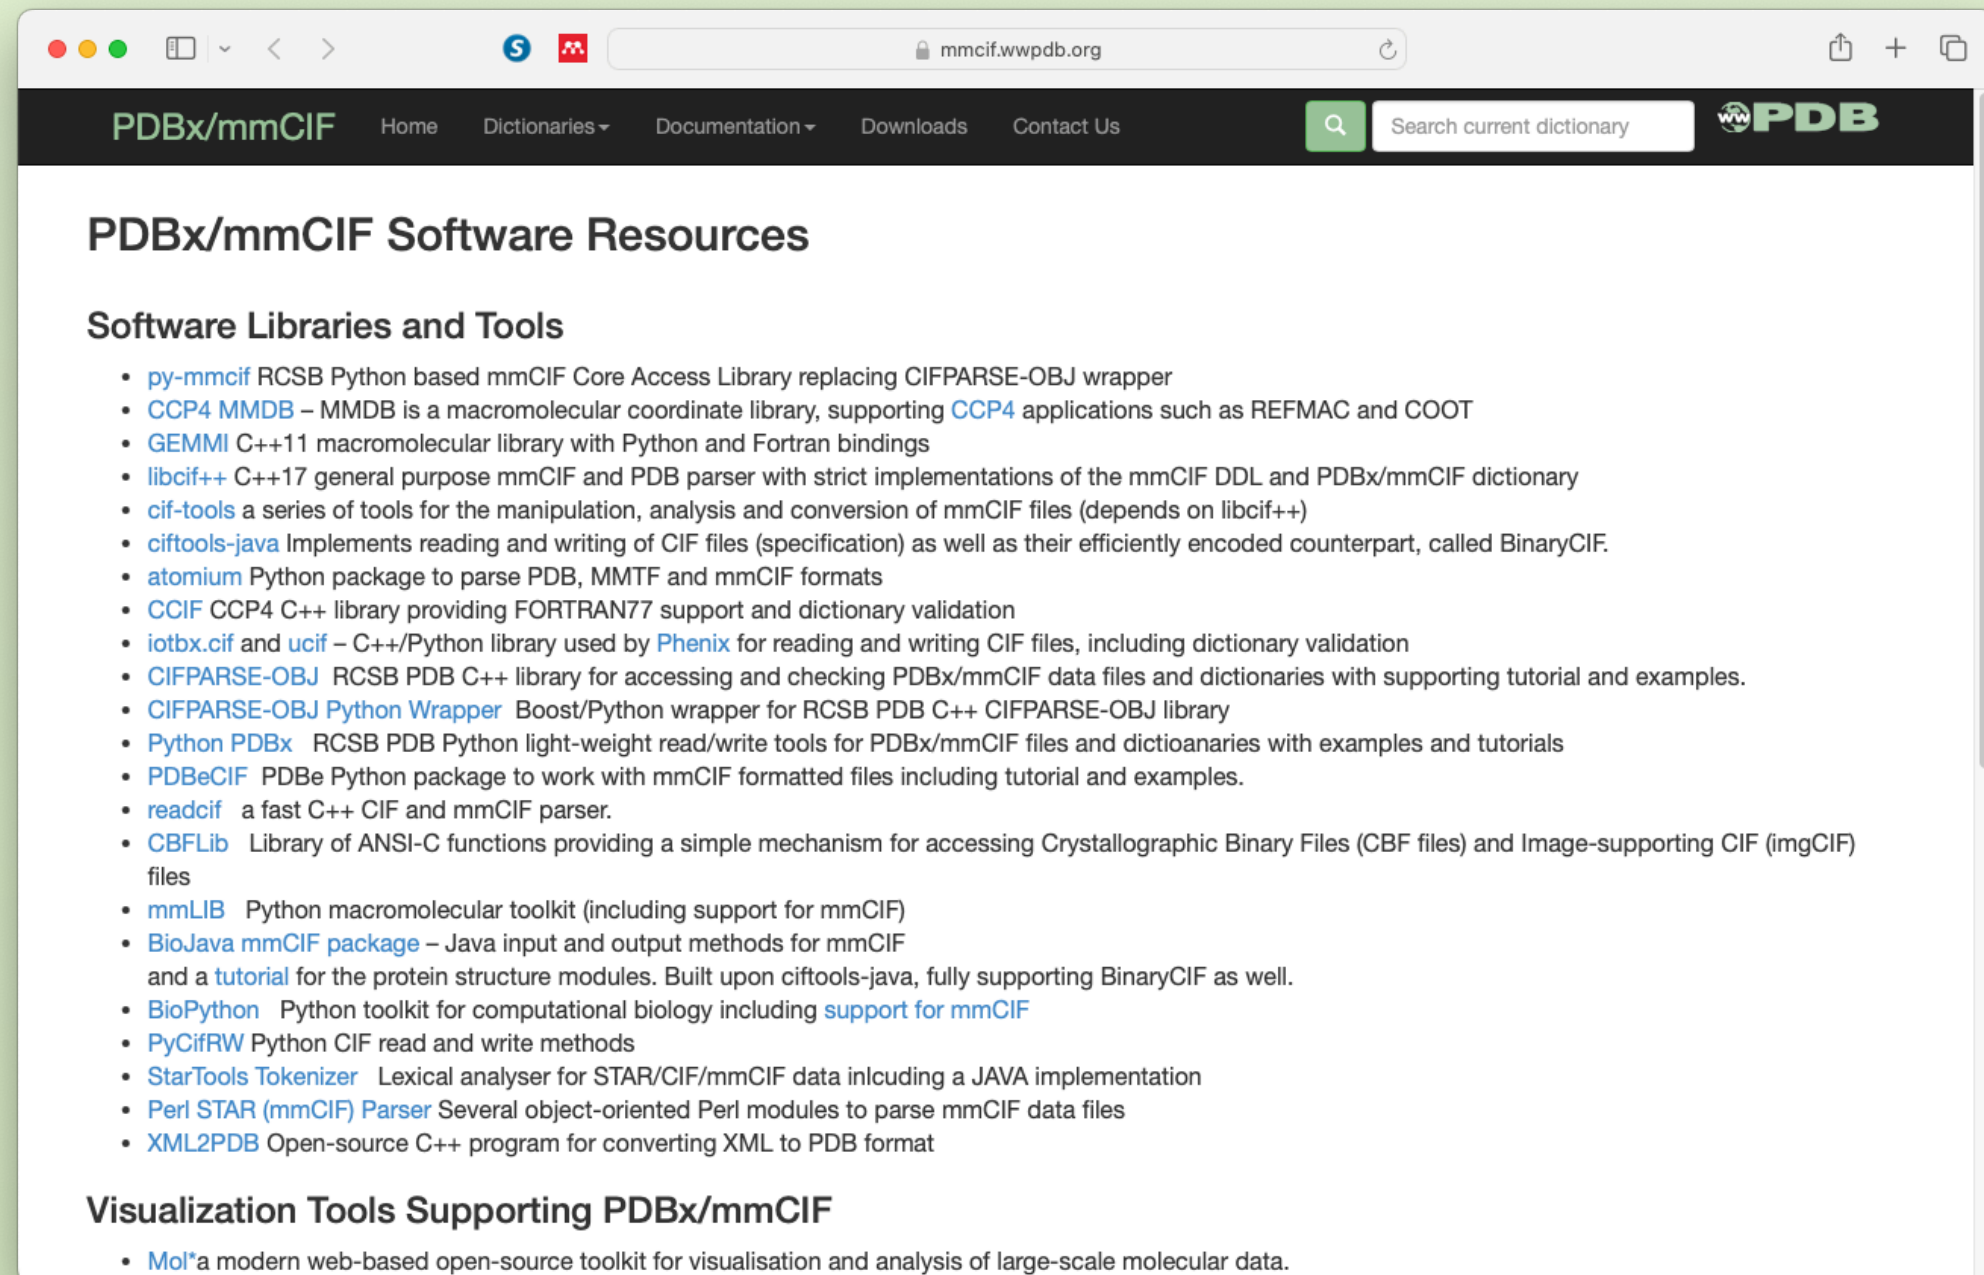 mmcif.wwpdb.org
PDBx/mmCIF Home Dictionaries Documentation Downloads Contact Us Search current dictionary wwPDB
PDBx/mmCIF Software Resources
Software Libraries and Tools
• py-mmcif RCSB Python based mmCIF Core Access Library replacing CIFPARSE-OBJ wrapper
• CCP4 MMDB – MMDB is a macromolecular coordinate library, supporting CCP4 applications such as REFMAC and COOT
• GEMMI C++11 macromolecular library with Python and Fortran bindings
• libcif++ C++17 general purpose mmCIF and PDB parser with strict implementations of the mmCIF DDL and PDBx/mmCIF dictionary
• cif-tools a series of tools for the manipulation, analysis and conversion of mmCIF files (depends on libcif++)
• ciftools-java Implements reading and writing of CIF files (specification) as well as their efficiently encoded counterpart, called BinaryCIF.
• atomium Python package to parse PDB, MMTF and mmCIF formats
• CCIF CCP4 C++ library providing FORTRAN77 support and dictionary validation
• iotbx.cif and ucif – C++/Python library used by Phenix for reading and writing CIF files, including dictionary validation
• CIFPARSE-OBJ RCSB PDB C++ library for accessing and checking PDBx/mmCIF data files and dictionaries with supporting tutorial and examples.
• CIFPARSE-OBJ Python Wrapper Boost/Python wrapper for RCSB PDB C++ CIFPARSE-OBJ library
• Python PDBx RCSB PDB Python light-weight read/write tools for PDBx/mmCIF files and dictioanaries with examples and tutorials
• PDBeCIF PDBe Python package to work with mmCIF formatted files including tutorial and examples.
• readcif a fast C++ CIF and mmCIF parser.
• CBFLib Library of ANSI-C functions providing a simple mechanism for accessing Crystallographic Binary Files (CBF files) and Image-supporting CIF (imgCIF)
files
• mmLIB Python macromolecular toolkit (including support for mmCIF)
• BioJava mmCIF package – Java input and output methods for mmCIF
and a tutorial for the protein structure modules. Built upon ciftools-java, fully supporting BinaryCIF as well.
• BioPython Python toolkit for computational biology including support for mmCIF
• PyCifRW Python CIF read and write methods
• StarTools Tokenizer Lexical analyser for STAR/CIF/mmCIF data inlcuding a JAVA implementation
• Perl STAR (mmCIF) Parser Several object-oriented Perl modules to parse mmCIF data files
• XML2PDB Open-source C++ program for converting XML to PDB format
Visualization Tools Supporting PDBx/mmCIF
• Mol*a modern web-based open-source toolkit for visualisation and analysis of large-scale molecular data.